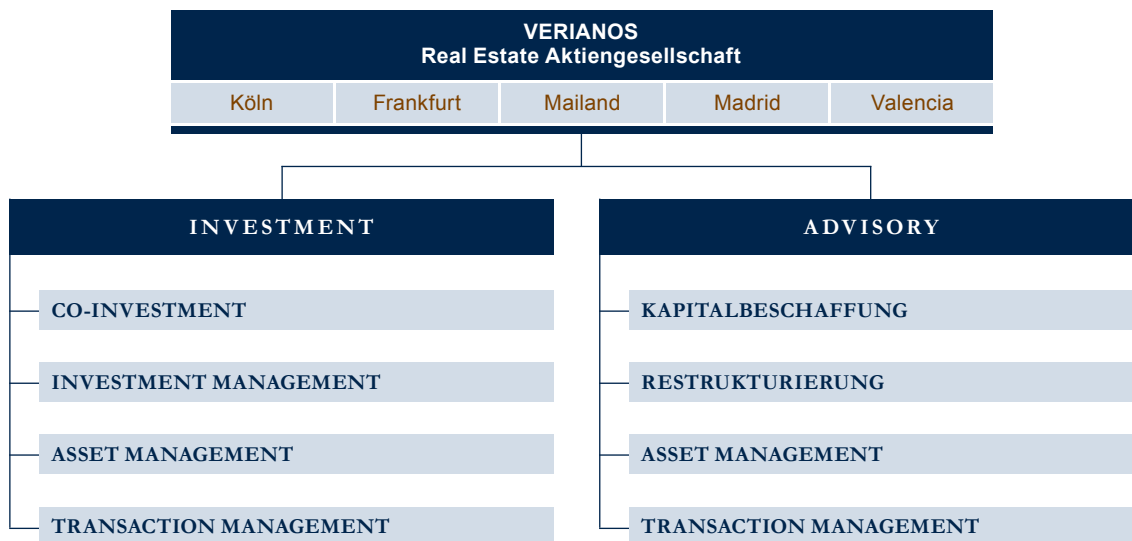 VERIANOS
Real Estate Aktiengesellschaft
Köln Frankfurt Mailand Madrid Valencia
INVESTMENT
CO-INVESTMENT
INVESTMENT MANAGEMENT
ASSET MANAGEMENT
TRANSACTION MANAGEMENT
ADVISORY
KAPITALBESCHAFFUNG
RESTRUKTURIERUNG
ASSET MANAGEMENT
TRANSACTION MANAGEMENT